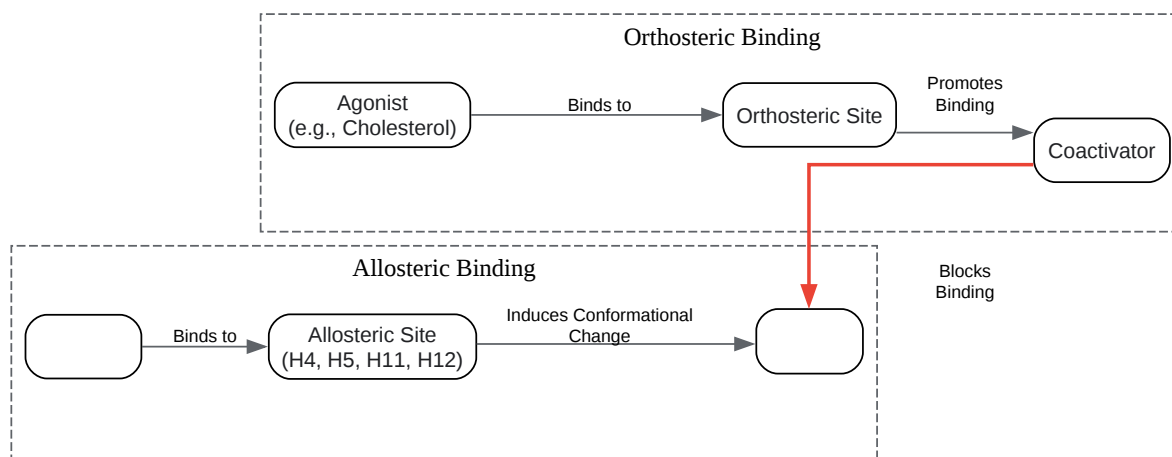 Orthosteric Binding
Agonist
(e.g., Cholesterol)
Binds to
Orthosteric Site
Promotes
Binding
Coactivator
Allosteric Binding
Blocks
Binding
Binds to
Allosteric Site
(H4, H5, H11, H12)
Induces Conformational
Change